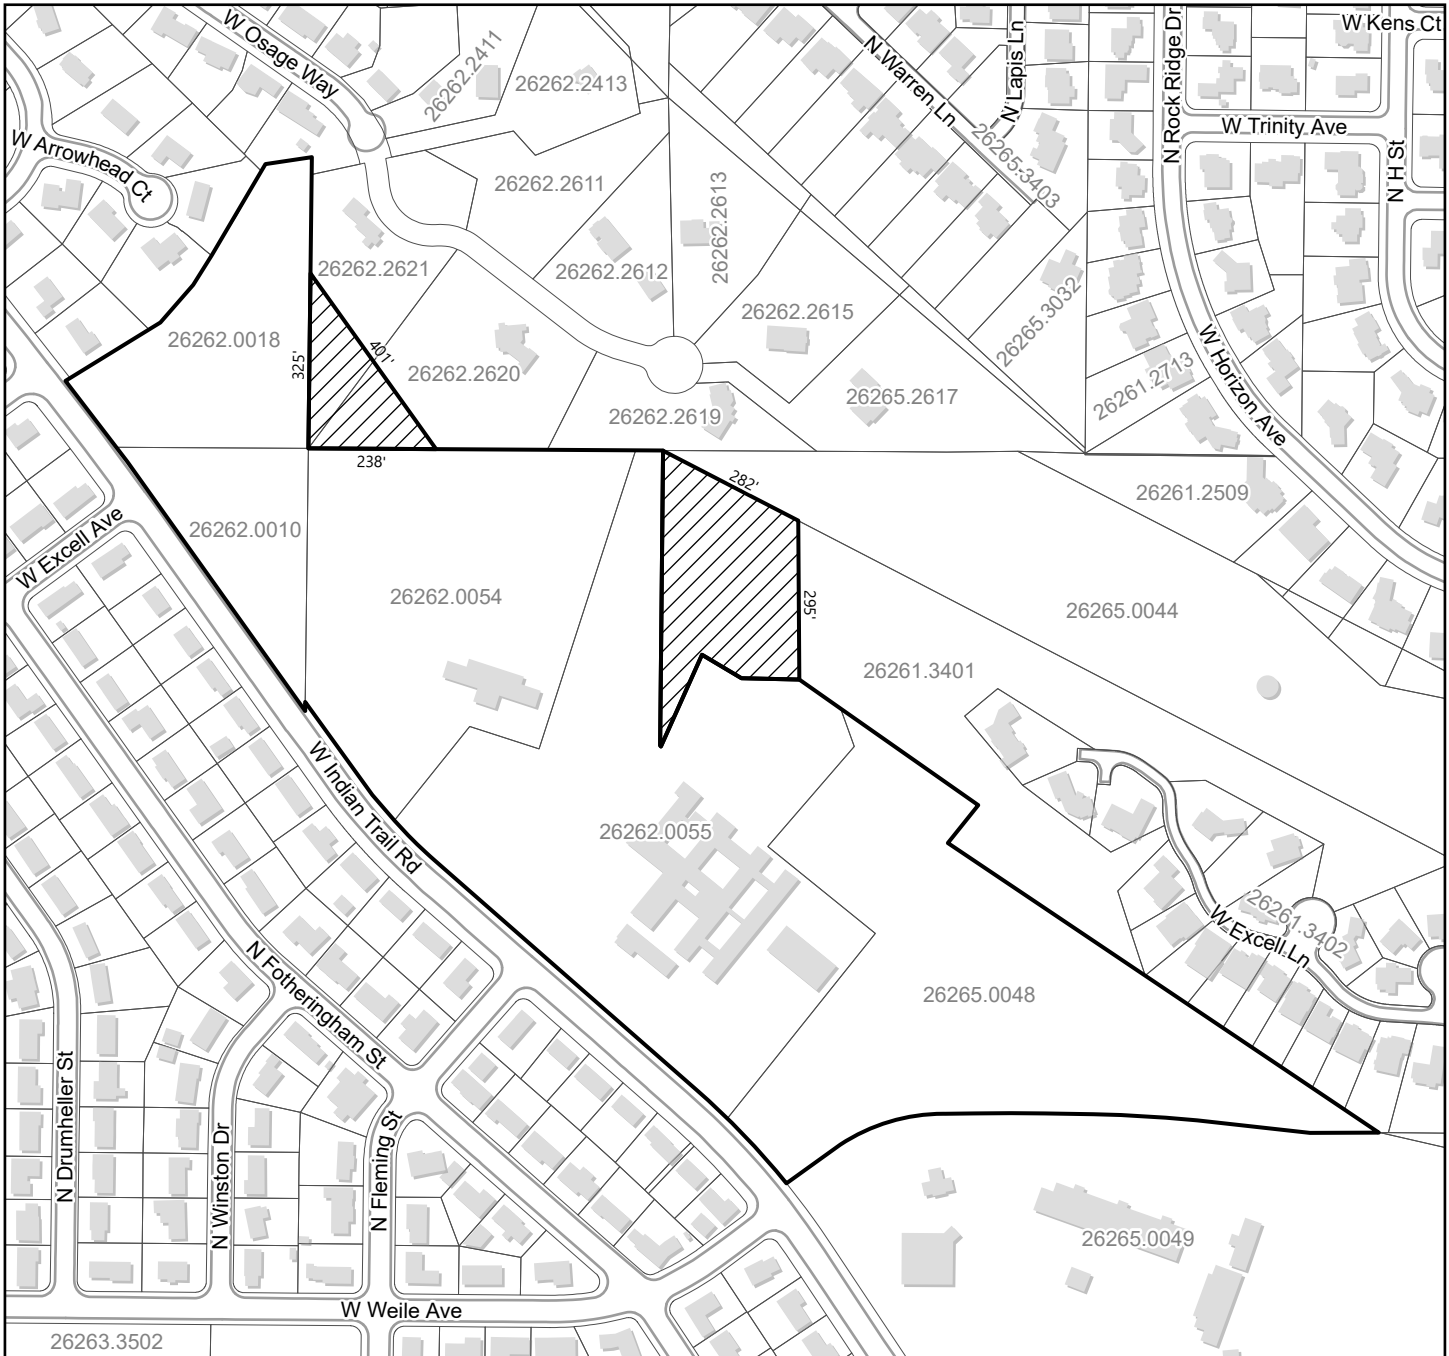 W Kens Ct
W Osage Way
26262.2411
26262.2413
N Warren Ln
N Lapis Ln
N Rock Ridge Dr
W Trinity Ave
N H St
W Arrowhead Ct
26265.3403
26262.2611
26262.2613
26262.2621
26262.2612
26262.2615
26265.3032
26262.0018
325'
401'
26262.2620
26262.2619
26265.2617
26261.2713
W Horizon Ave
238'
282'
26261.2509
W Excell Ave
26262.0010
26262.0054
295'
26265.0044
26261.3401
W Indian Trail Rd
26262.0055
26261.3402
W Excell Ln
N Fotheringham St
26265.0048
N Drumheller St
N Winston Dr
N Fleming St
26265.0049
W Weile Ave
26263.3502